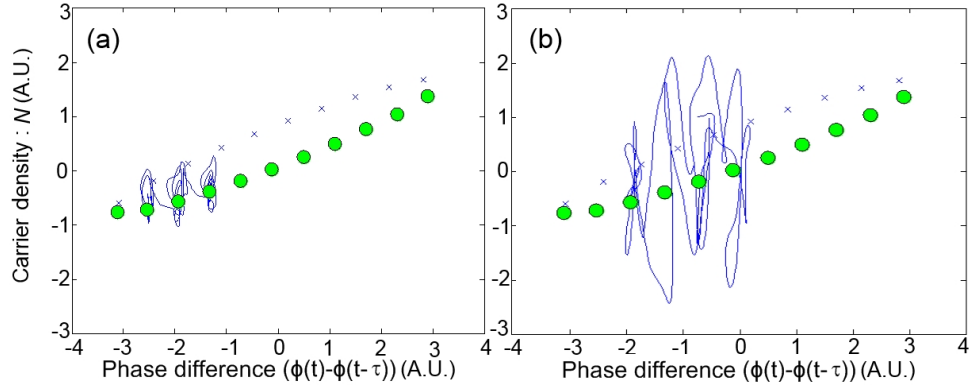 3
2
1
0
-1
-2
-3
(a)
-4 -3 -2 -1 0 1 2 3 4
Carrier density : N (A.U.)
Phase difference (ϕ(t)-ϕ(t-τ)) (A.U.)
3
2
1
0
-1
-2
-3
(b)
-4 -3 -2 -1 0 1 2 3 4
Phase difference (ϕ(t)-ϕ(t-τ)) (A.U.)